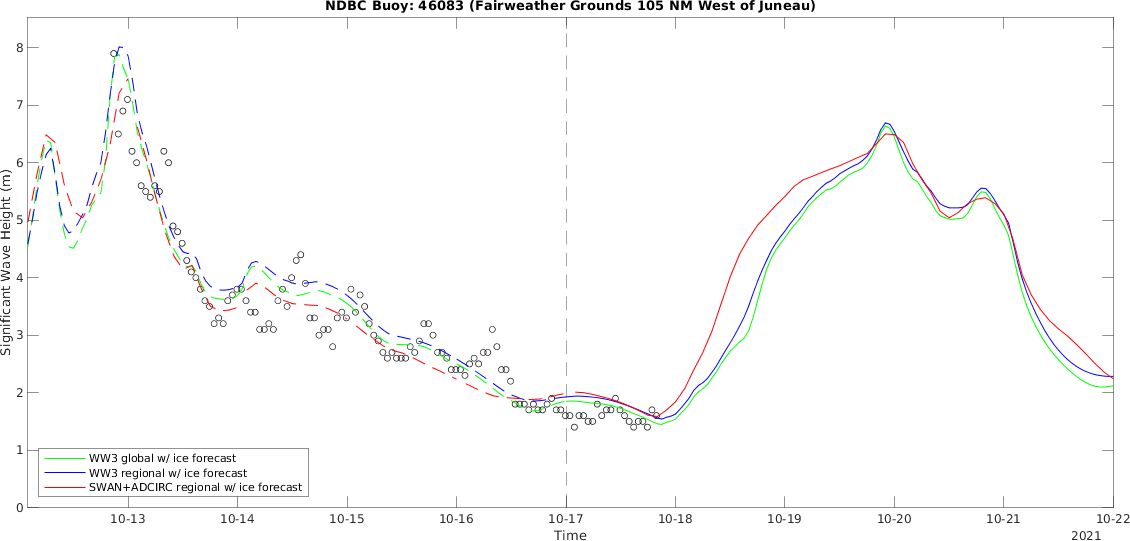 NDBC Buoy: 46083 (Fairweather Grounds 105 NM West of Juneau)
Significant Wave Height (m)
8
7
6
5
4
3
2
1
0
WW3 global w/ ice forecast
WW3 regional w/ ice forecast
SWAN+ADCIRC regional w/ ice forecast
10-13 10-14 10-15 10-16 10-17 10-18 10-19 10-20 10-21 10-22
Time 2021